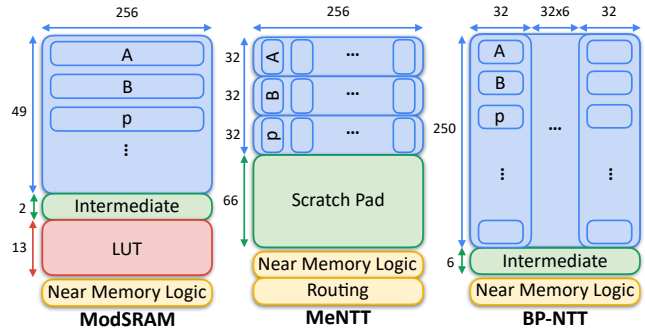 256
49
A
B
p
...
2
Intermediate
13
LUT
Near Memory Logic
ModSRAM
256
32
A
...
32
B
...
32
p
...
66
Scratch Pad
Near Memory Logic
Routing
MeNTT
32
32x6
32
250
A
B
p
...
...
...
6
Intermediate
Near Memory Logic
BP-NTT